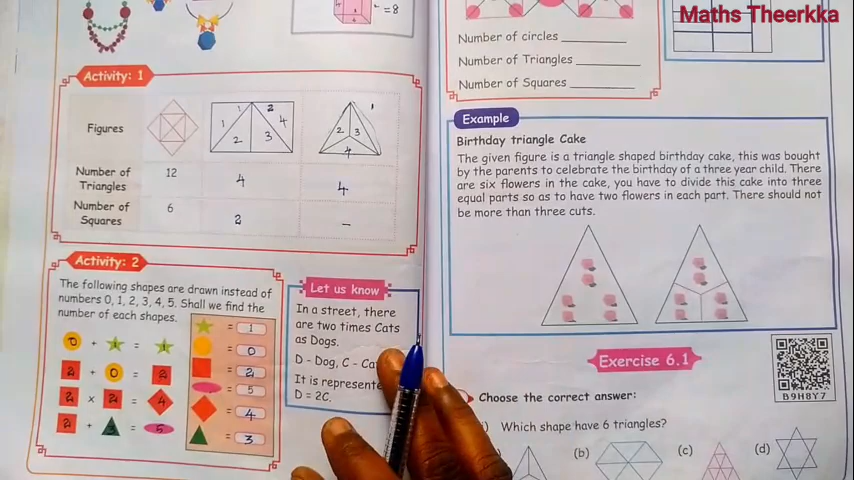 = 8
Maths Theerkka
Activity: 1
Figures
1 2
1 4
2 3
1
2 3
4
Number of
Triangles
12 4 4
Number of
Squares
6 2 -
Activity: 2
The following shapes are drawn instead of
numbers 0, 1, 2, 3, 4, 5. Shall we find the
number of each shapes.
0 + 1 = 1
2 + 0 = 2
2 x 2 = 4
2 + 3 = 5
= 1
= 0
= 2
= 5
= 4
= 3
Let us know
In a street, there
are two times Cats
as Dogs.
D - Dog, C - Ca
It is represente
D = 2C.
Number of circles
Number of Triangles
Number of Squares
Example
Birthday triangle Cake
The given figure is a triangle shaped birthday cake, this was bought
by the parents to celebrate the birthday of a three year child. There
are six flowers in the cake, you have to divide this cake into three
equal parts so as to have two flowers in each part. There should not
be more than three cuts.
Exercise 6.1
B9H8Y7
Choose the correct answer.
i) Which shape have 6 triangles?
(b) (c) (d)